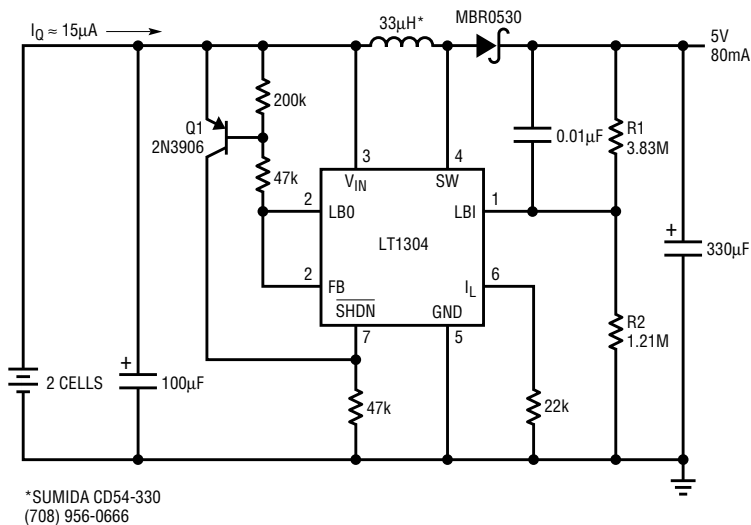 I_Q ≈ 15µA
33µH*
MBR0530
5V
80mA
200k
Q1
2N3906
47k
0.01µF
R1
3.83M
3
4
V_IN
SW
2
LB0
LBI
1
LT1304
330µF
2
FB
I_L
6
SHDN
GND
7
5
R2
1.21M
2 CELLS
100µF
47k
22k
*SUMIDA CD54-330
(708) 956-0666